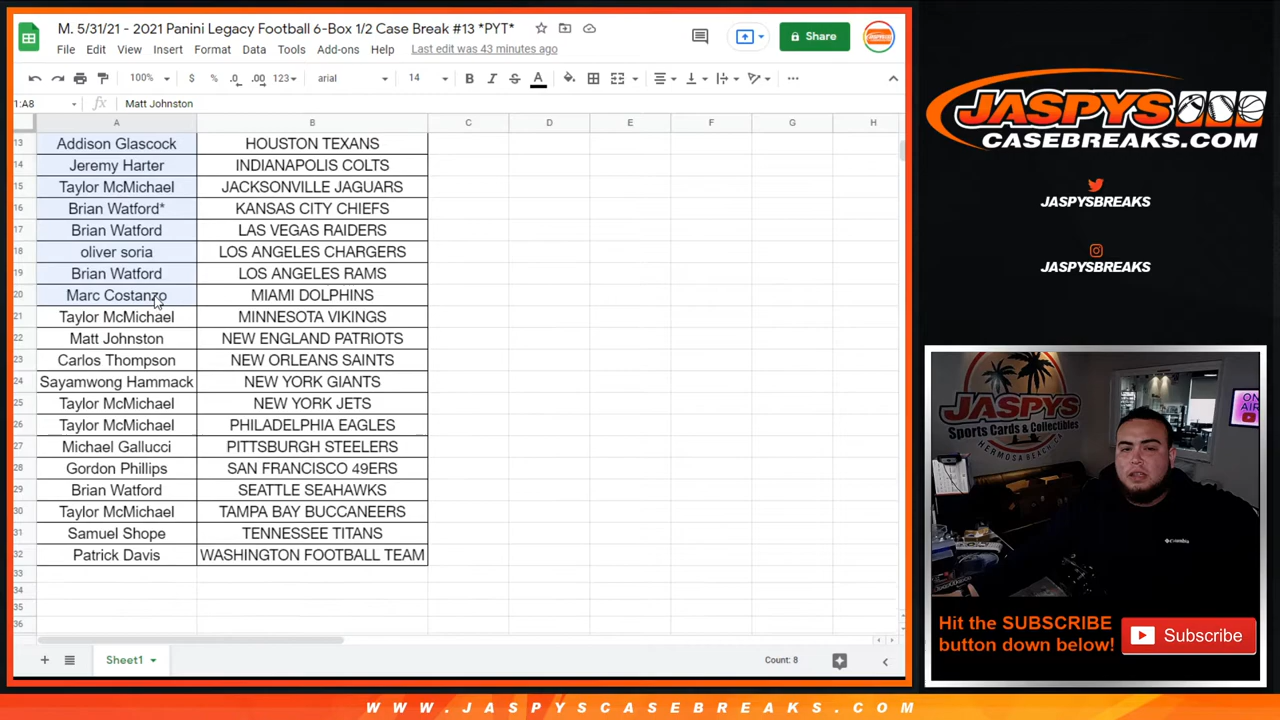 M. 5/31/21 - 2021 Panini Legacy Football 6-Box 1/2 Case Break #13 *PYT*
File Edit View Insert Format Data Tools Add-ons Help Last edit was 43 minutes ago
Share
100% $ % .0 .00 123 arial 14 B I S A
1:A8 fx Matt Johnston
A B C D E F G H
13 Addison Glascock HOUSTON TEXANS
14 Jeremy Harter INDIANAPOLIS COLTS
15 Taylor McMichael JACKSONVILLE JAGUARS
16 Brian Watford* KANSAS CITY CHIEFS
17 Brian Watford LAS VEGAS RAIDERS
18 oliver soria LOS ANGELES CHARGERS
19 Brian Watford LOS ANGELES RAMS
20 Marc Costanzo MIAMI DOLPHINS
21 Taylor McMichael MINNESOTA VIKINGS
22 Matt Johnston NEW ENGLAND PATRIOTS
23 Carlos Thompson NEW ORLEANS SAINTS
24 Sayamwong Hammack NEW YORK GIANTS
25 Taylor McMichael NEW YORK JETS
26 Taylor McMichael PHILADELPHIA EAGLES
27 Michael Gallucci PITTSBURGH STEELERS
28 Gordon Phillips SAN FRANCISCO 49ERS
29 Brian Watford SEATTLE SEAHAWKS
30 Taylor McMichael TAMPA BAY BUCCANEERS
31 Samuel Shope TENNESSEE TITANS
32 Patrick Davis WASHINGTON FOOTBALL TEAM
33
34
35
36
Sheet1
Count: 8
JASPYS
CASEBREAKS.COM
JASPYSBREAKS
JASPYSBREAKS
JASPYS
Sports Cards & Collectibles
HERMOSA BEACH, CA
ON
AIR
Columbia
Hit the SUBSCRIBE
button down below!
Subscribe
WWW.JASPYSCASEBREAKS.COM